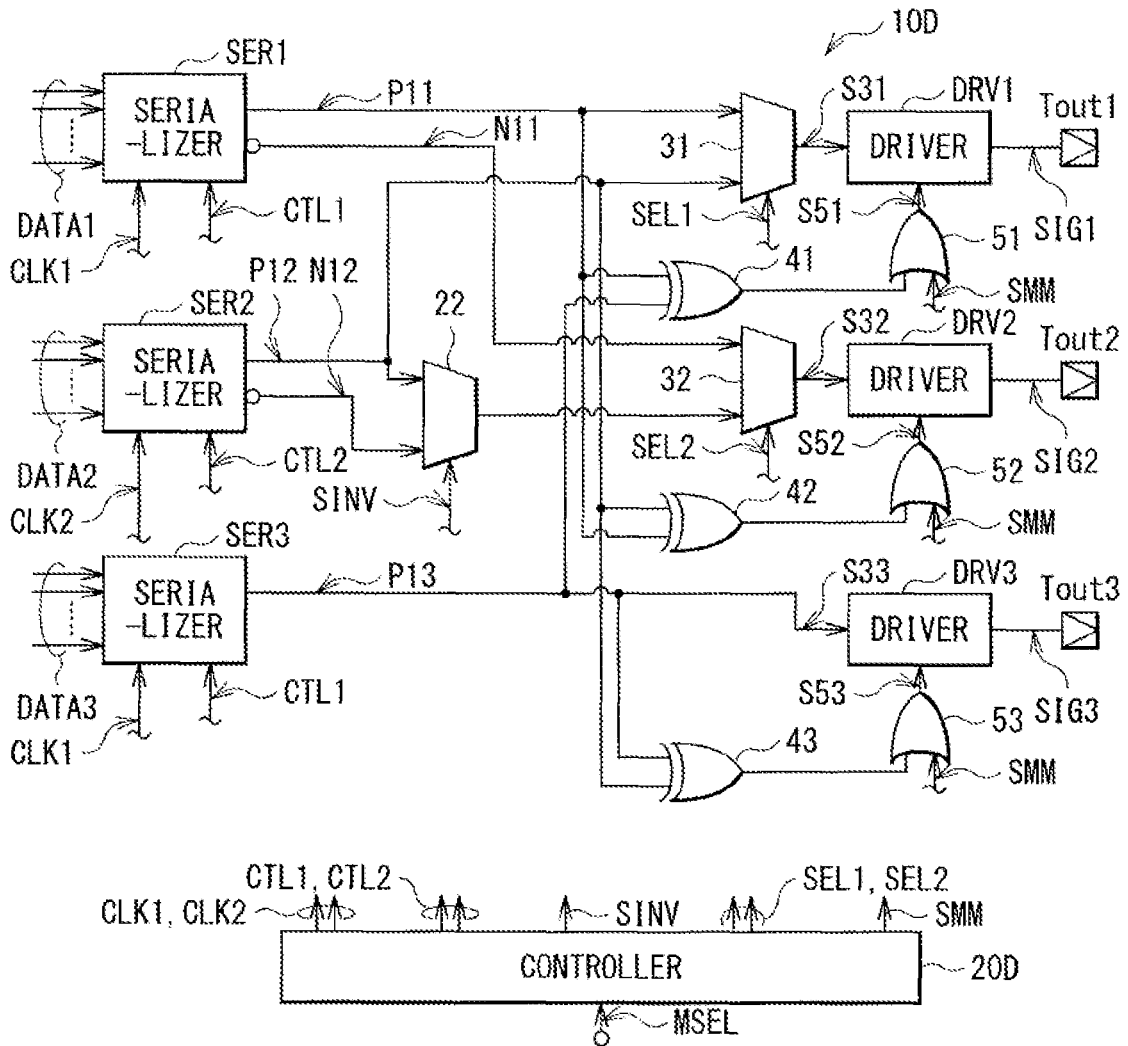 10D
SER1
SERIA
-LIZER
P11
N11
31
S31
DRV1
DRIVER
Tout1
DATA1
CLK1
CTL1
SEL1
S51
51
SIG1
41
SMM
SER2
SERIA
-LIZER
P12 N12
22
32
S32
DRV2
DRIVER
Tout2
DATA2
CLK2
CTL2
SINV
SEL2
S52
52
SIG2
42
SMM
SER3
SERIA
-LIZER
P13
S33
DRV3
DRIVER
Tout3
DATA3
CLK1
CTL1
S53
53
SIG3
43
SMM
CLK1, CLK2
CTL1, CTL2
SINV
SEL1, SEL2
SMM
CONTROLLER
20D
MSEL